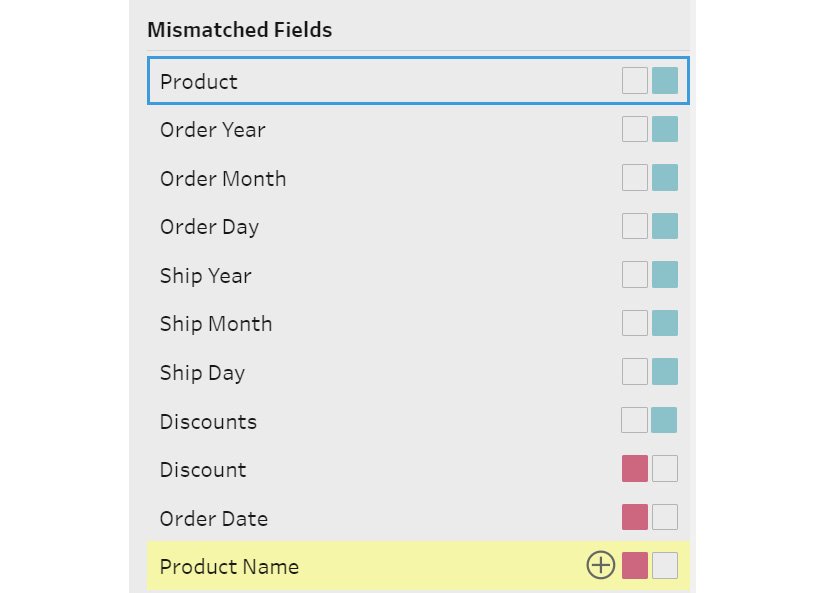 Mismatched Fields
Product
Order Year
Order Month
Order Day
Ship Year
Ship Month
Ship Day
Discounts
Discount
Order Date
Product Name